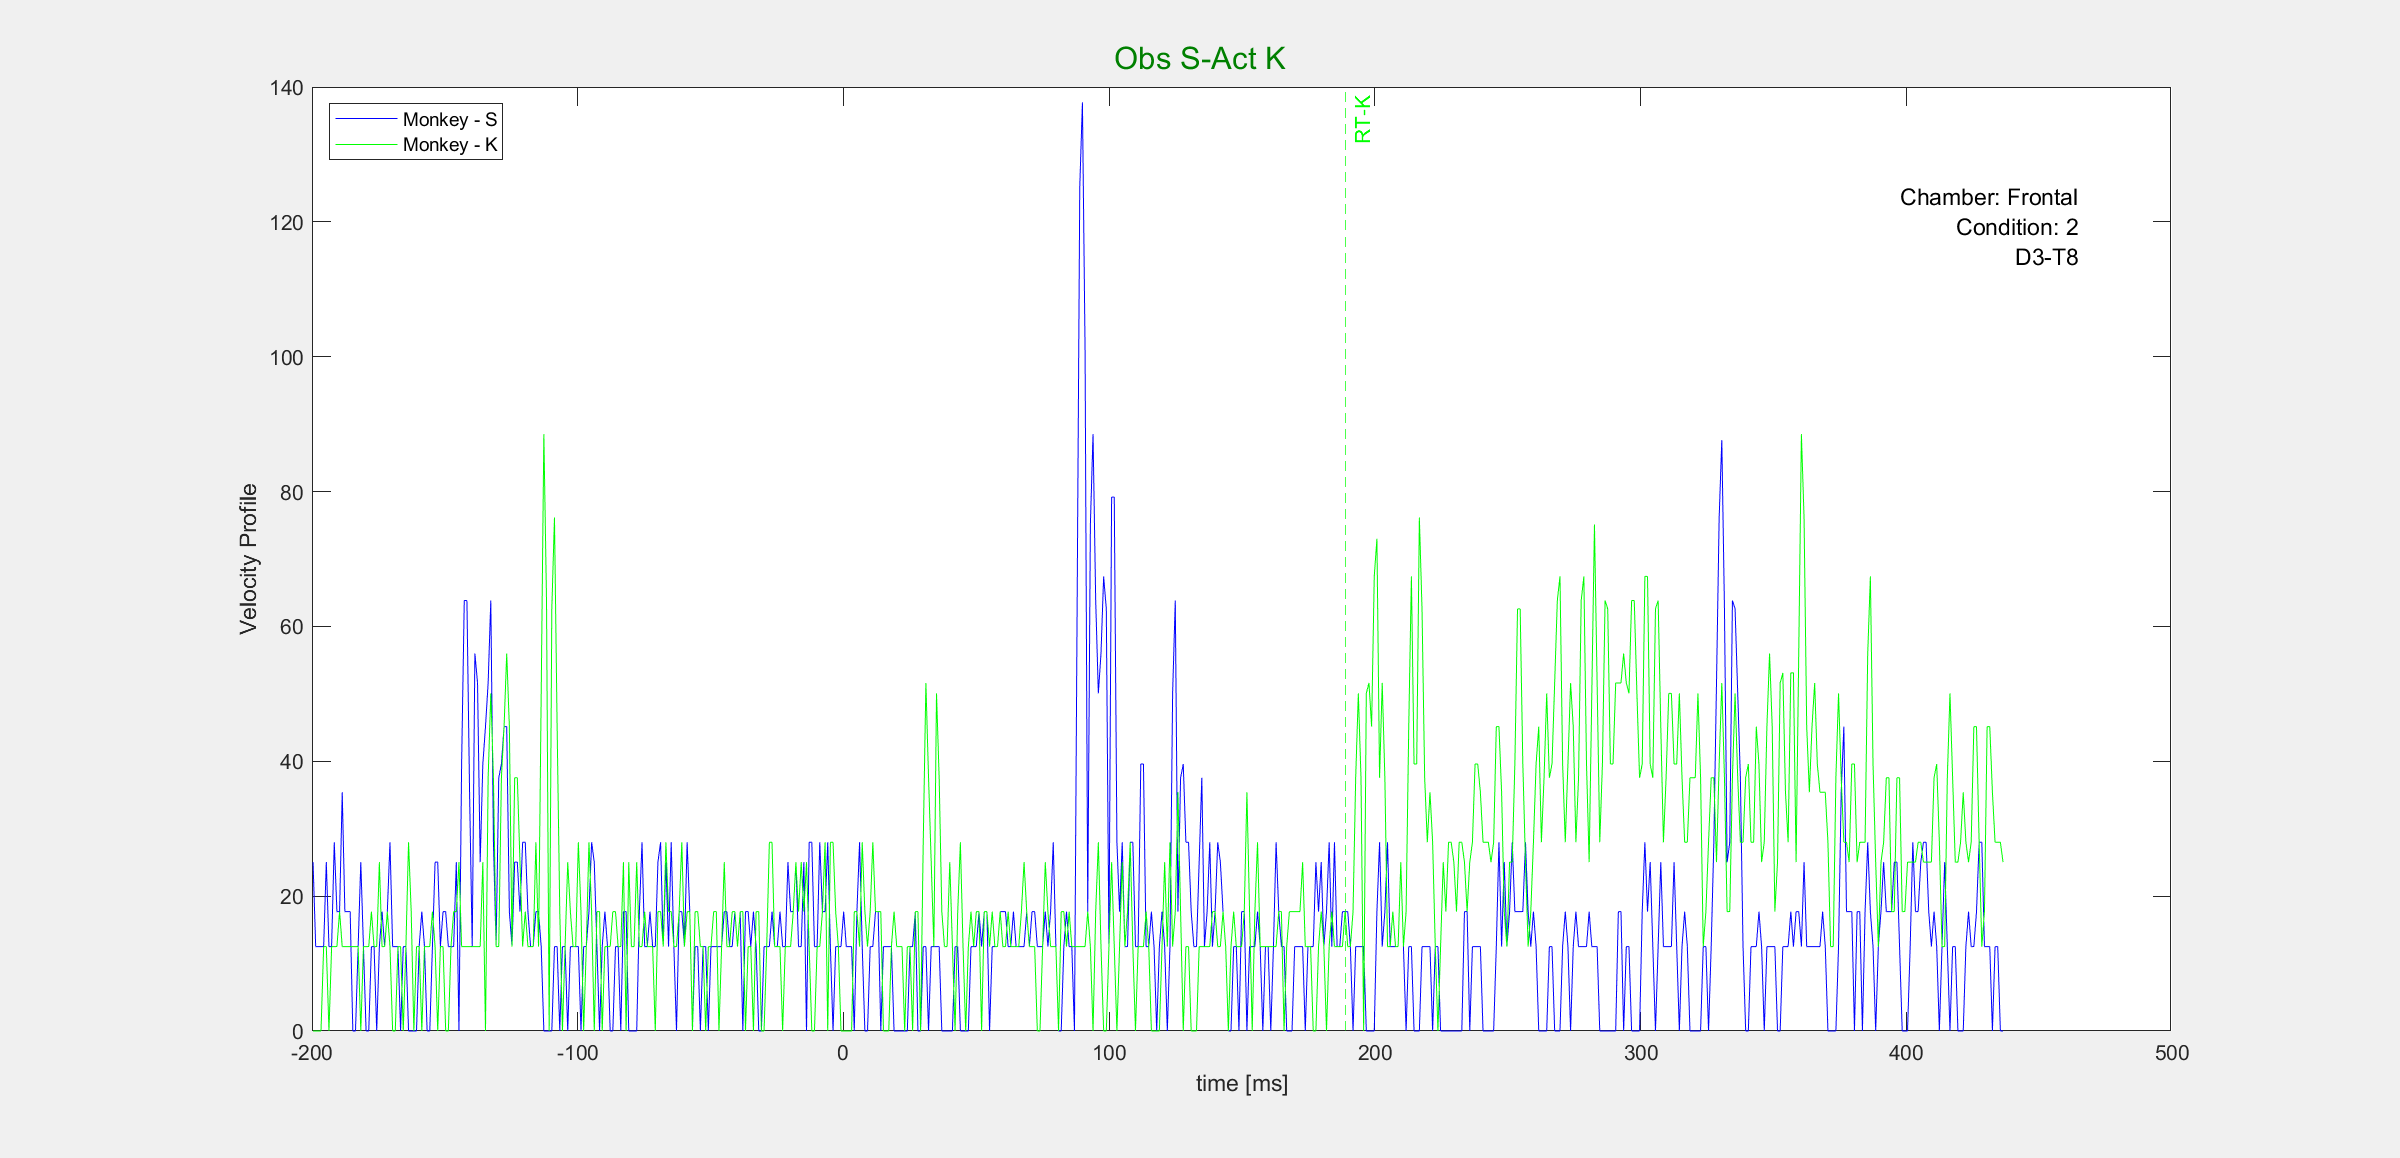 Obs S-Act K
Monkey - S
Monkey - K
RT-K
Chamber: Frontal
Condition: 2
D3-T8
Velocity Profile
140
120
100
80
60
40
20
0
-200
-100
0
100
200
300
400
500
time [ms]